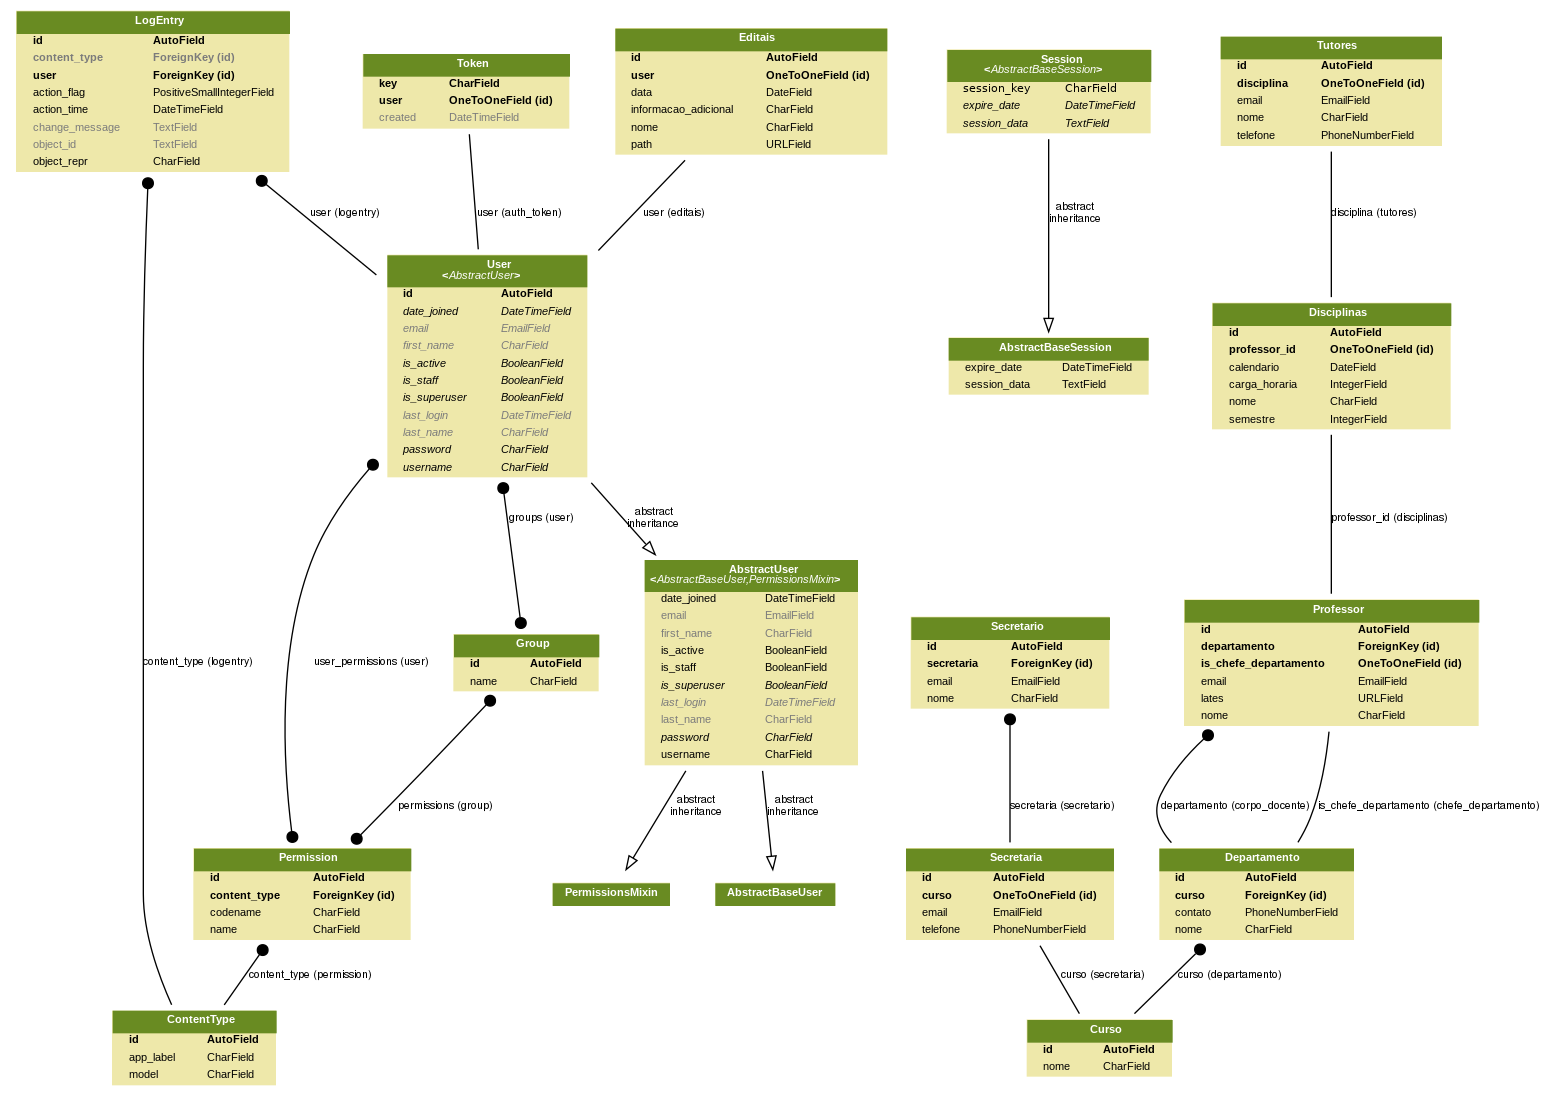 LogEntry
id AutoField
content_type ForeignKey (id)
user ForeignKey (id)
action_flag PositiveSmallIntegerField
action_time DateTimeField
change_message TextField
object_id TextField
object_repr CharField
Token
key CharField
user OneToOneField (id)
created DateTimeField
Editais
id AutoField
user OneToOneField (id)
data DateField
informacao_adicional CharField
nome CharField
path URLField
Session
<AbstractBaseSession>
session_key CharField
expire_date DateTimeField
session_data TextField
Tutores
id AutoField
disciplina OneToOneField (id)
email EmailField
nome CharField
telefone PhoneNumberField
user (logentry)
user (auth_token)
user (editais)
abstract
inheritance
disciplina (tutores)
User
<AbstractUser>
id AutoField
date_joined DateTimeField
email EmailField
first_name CharField
is_active BooleanField
is_staff BooleanField
is_superuser BooleanField
last_login DateTimeField
last_name CharField
password CharField
username CharField
AbstractBaseSession
expire_date DateTimeField
session_data TextField
Disciplinas
id AutoField
professor_id OneToOneField (id)
calendario DateField
carga_horaria IntegerField
nome CharField
semestre IntegerField
groups (user)
abstract
inheritance
professor_id (disciplinas)
AbstractUser
<AbstractBaseUser,PermissionsMixin>
date_joined DateTimeField
email EmailField
first_name CharField
is_active BooleanField
is_staff BooleanField
is_superuser BooleanField
last_login DateTimeField
last_name CharField
password CharField
username CharField
Group
id AutoField
name CharField
content_type (logentry)
user_permissions (user)
Secretario
id AutoField
secretaria ForeignKey (id)
email EmailField
nome CharField
Professor
id AutoField
departamento ForeignKey (id)
is_chefe_departamento OneToOneField (id)
email EmailField
lates URLField
nome CharField
permissions (group)
abstract
inheritance
abstract
inheritance
secretaria (secretario)
departamento (corpo_docente)
is_chefe_departamento (chefe_departamento)
Permission
id AutoField
content_type ForeignKey (id)
codename CharField
name CharField
PermissionsMixin
AbstractBaseUser
Secretaria
id AutoField
curso OneToOneField (id)
email EmailField
telefone PhoneNumberField
Departamento
id AutoField
curso ForeignKey (id)
contato PhoneNumberField
nome CharField
content_type (permission)
curso (secretaria)
curso (departamento)
ContentType
id AutoField
app_label CharField
model CharField
Curso
id AutoField
nome CharField